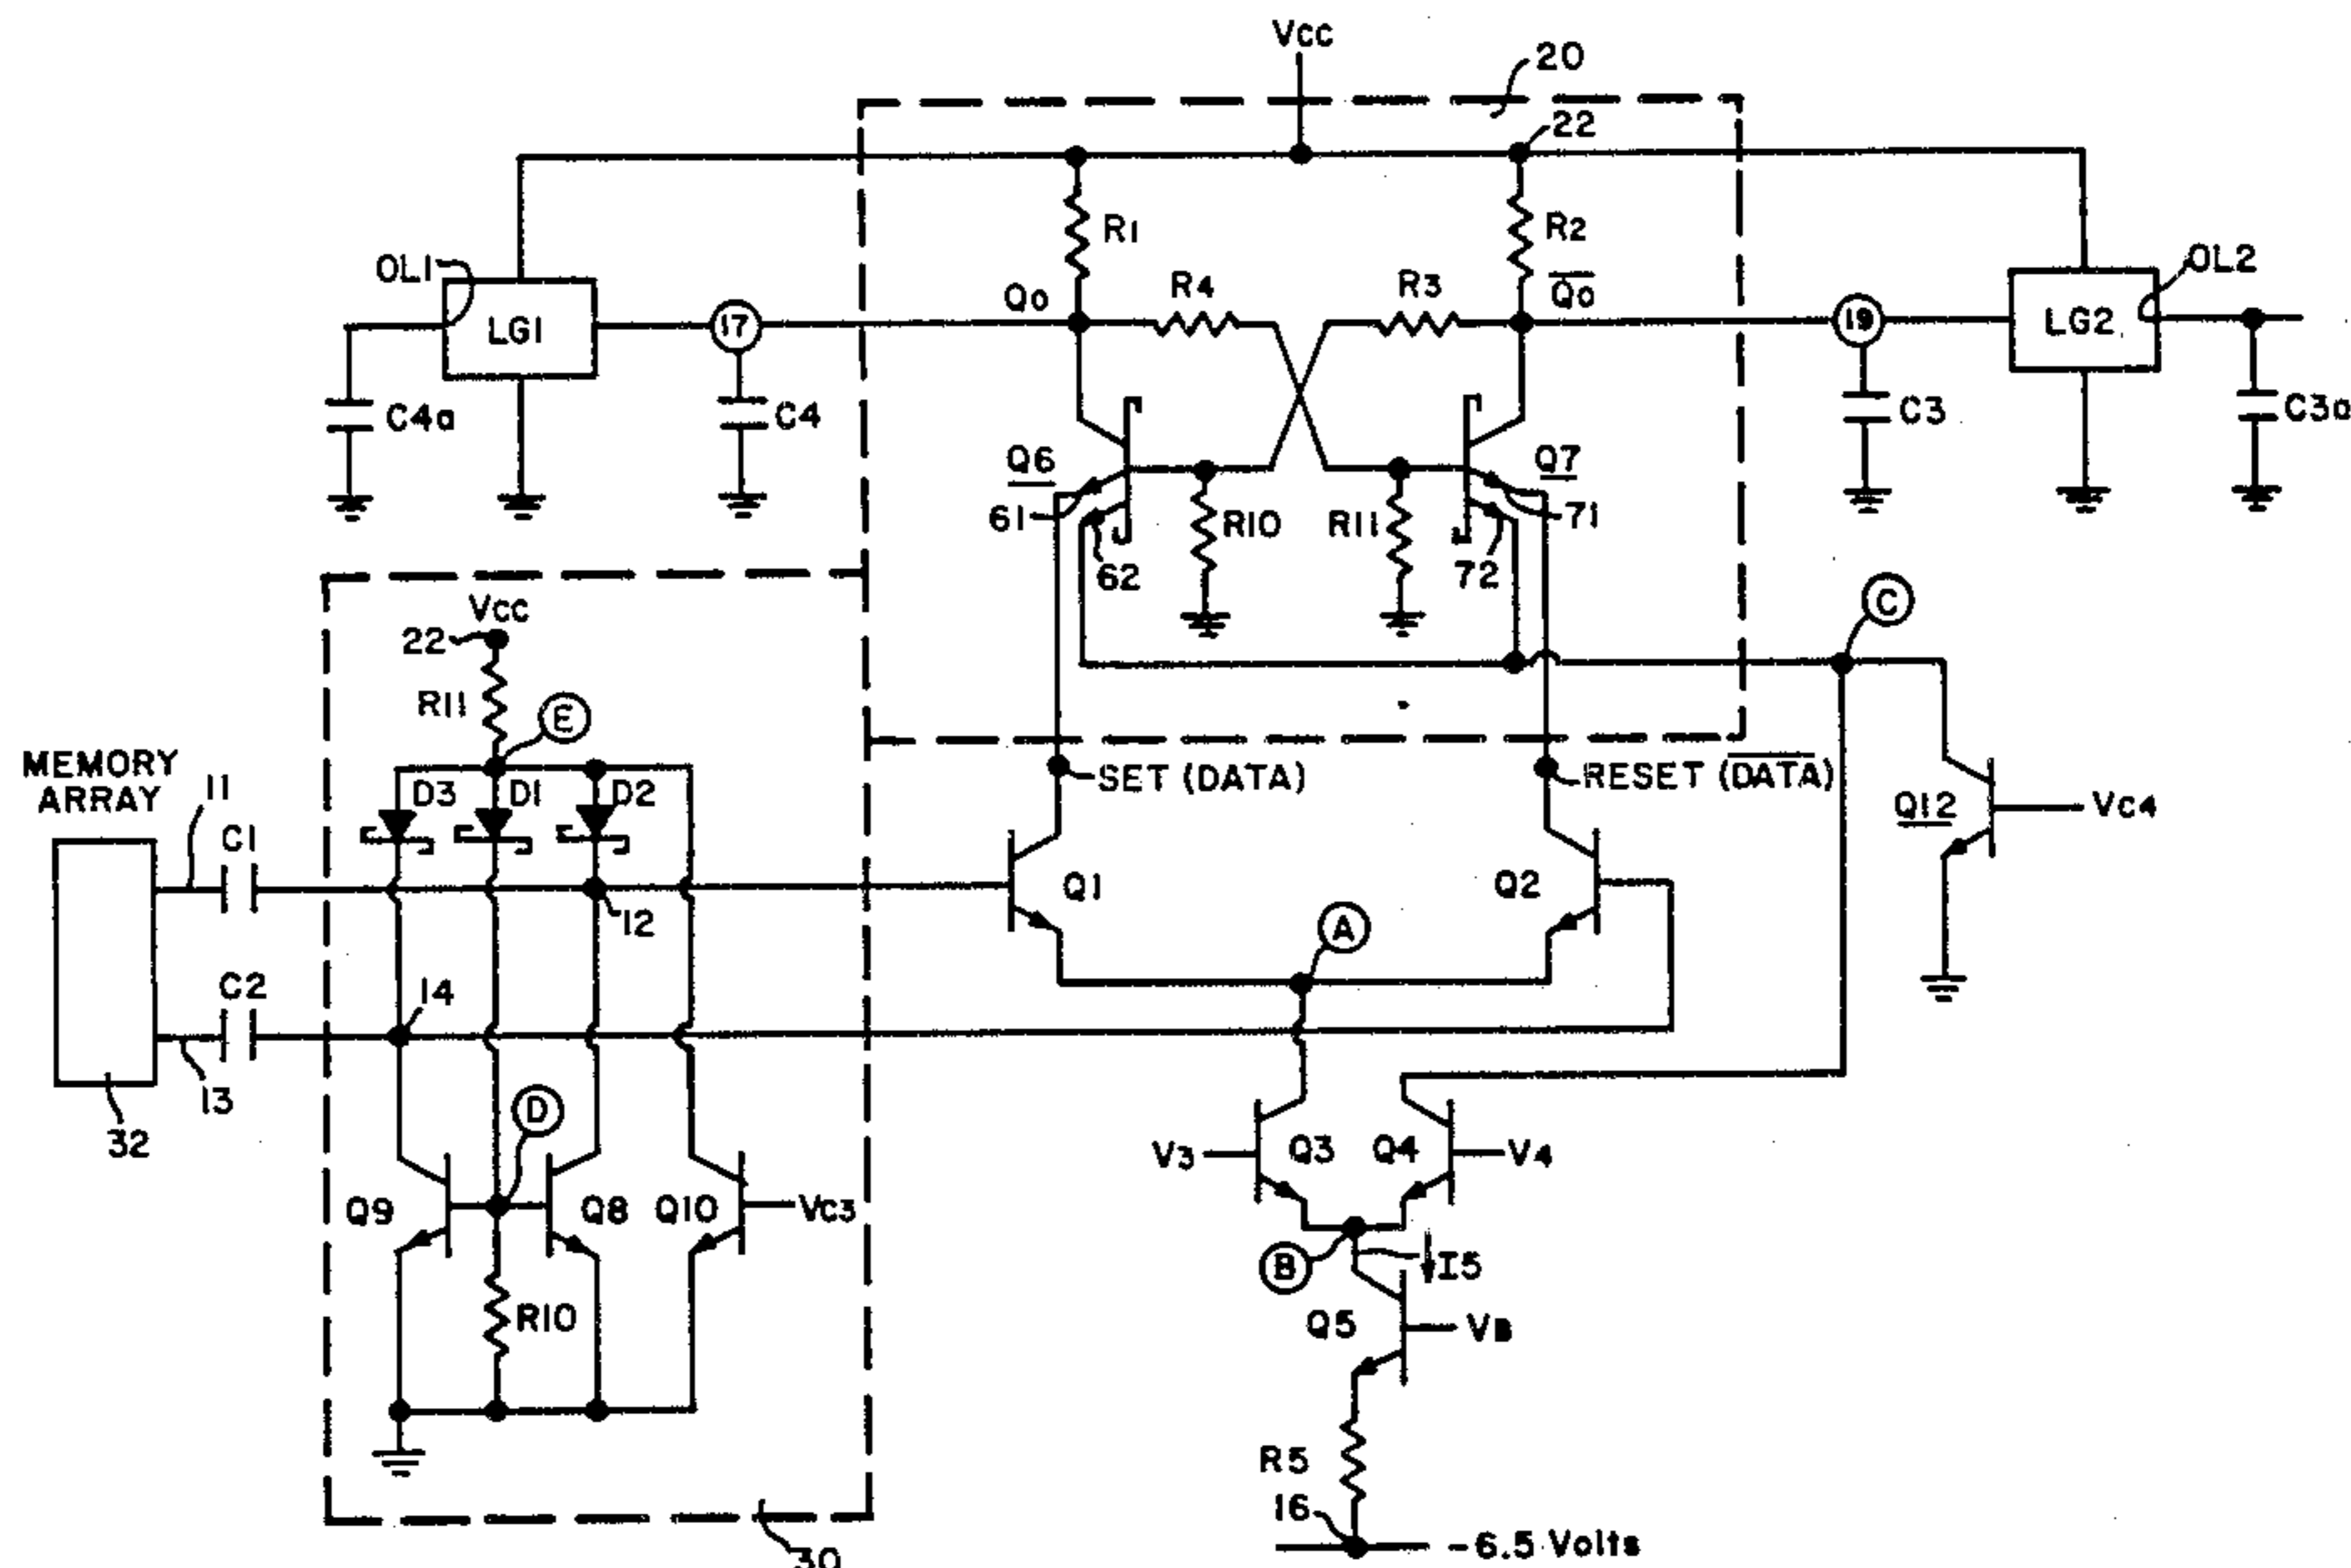 Vcc
20
22
R1
R2
OL1
LG1
17
Q0
R4
R3
Q0
19
LG2
OL2
C4a
C4
C3
C3a
Q6
Q7
61
62
R10
R11
71
72
C
Vcc
22
R11
E
MEMORY
ARRAY
11
C1
D3
D1
D2
SET (DATA)
RESET (DATA)
Q12
Vc4
12
Q1
Q2
A
C2
14
13
32
D
Q9
Q8
Q10
Vc3
V3
Q3
Q4
V4
B
I5
Q5
VB
R10
R5
16
-6.5 Volts
30